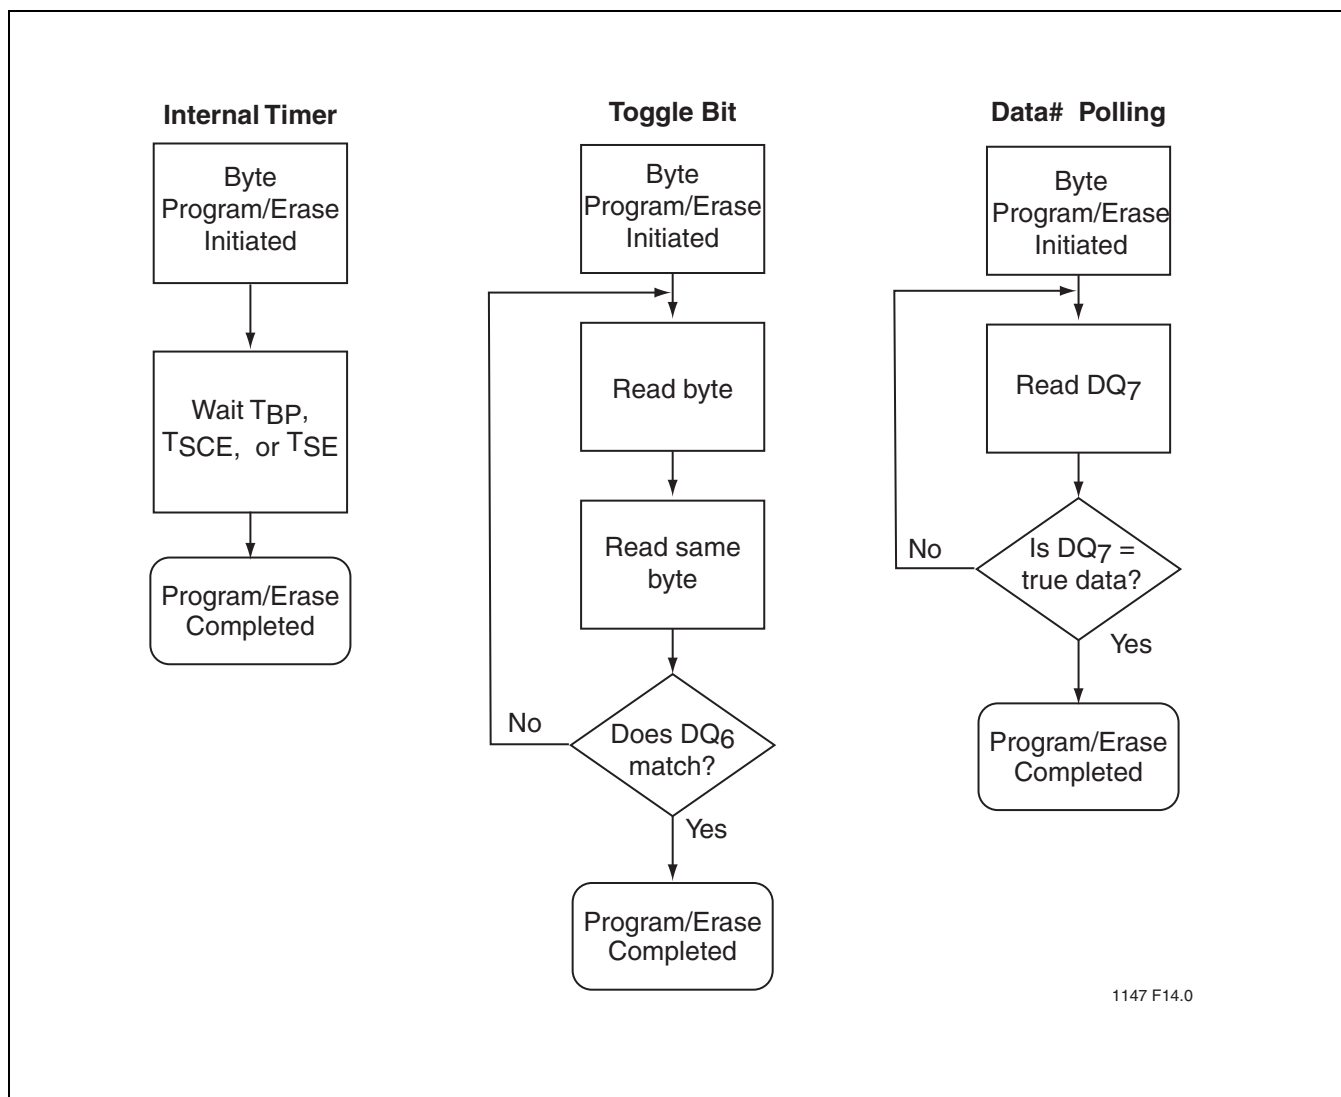 Internal Timer
Byte
Program/Erase
Initiated
Wait TBP,
TSCE, or TSE
Program/Erase
Completed
Toggle Bit
Byte
Program/Erase
Initiated
Read byte
Read same
byte
No
Does DQ6
match?
Yes
Program/Erase
Completed
Data# Polling
Byte
Program/Erase
Initiated
Read DQ7
No
Is DQ7 =
true data?
Yes
Program/Erase
Completed
1147 F14.0